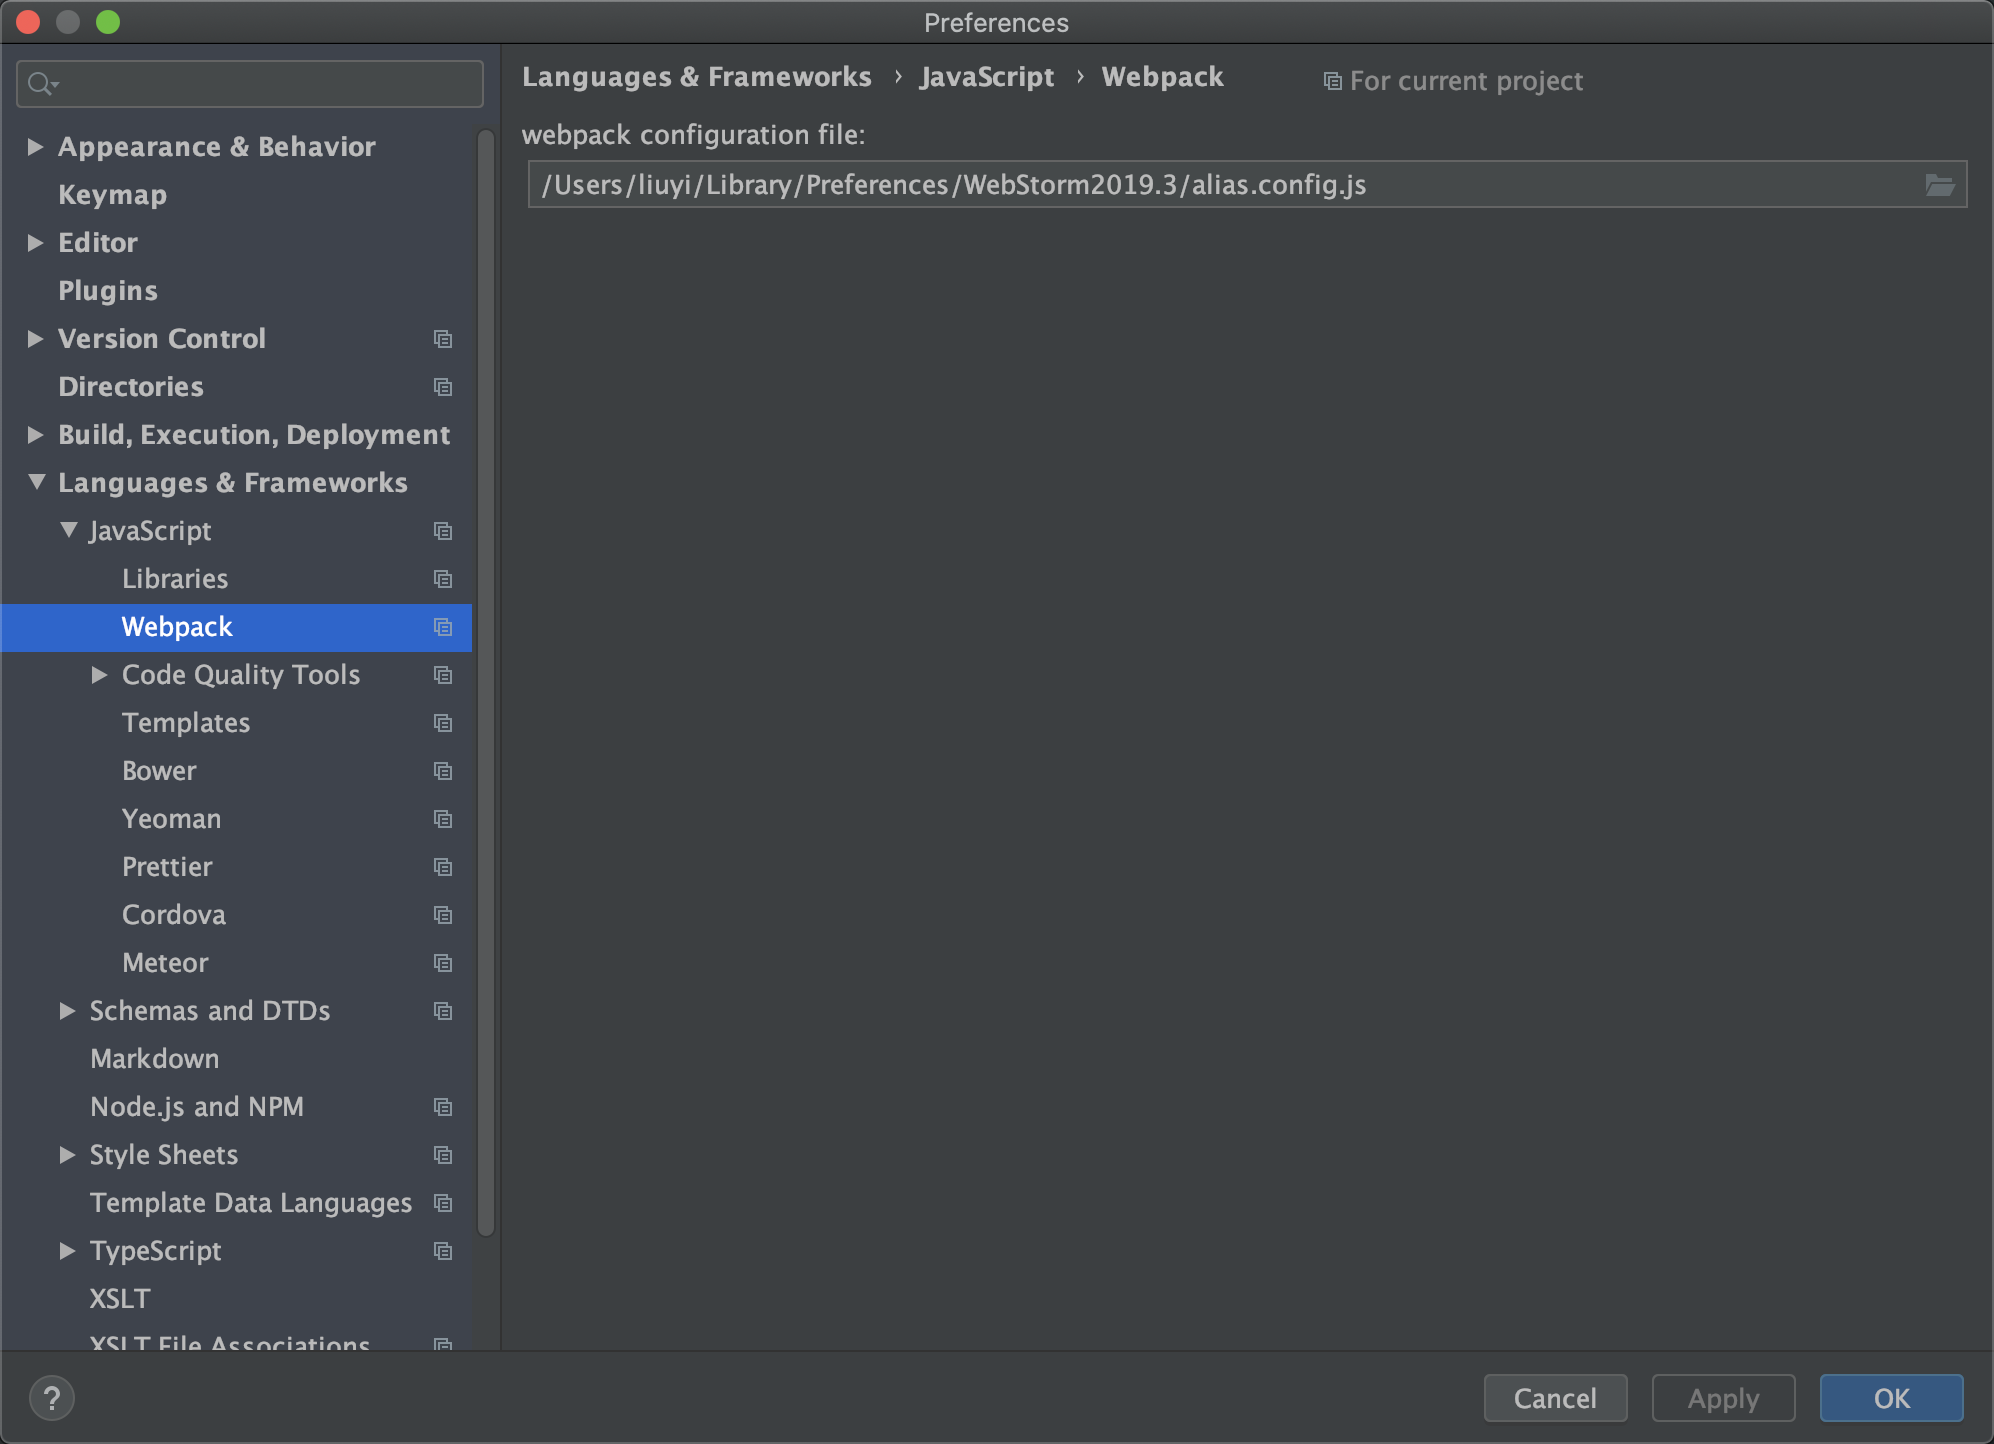 Preferences
Appearance & Behavior
Keymap
Editor
Plugins
Version Control
Directories
Build, Execution, Deployment
Languages & Frameworks
JavaScript
Libraries
Webpack
Code Quality Tools
Templates
Bower
Yeoman
Prettier
Cordova
Meteor
Schemas and DTDs
Markdown
Node.js and NPM
Style Sheets
Template Data Languages
TypeScript
XSLT
XSLT File Associations
Languages & Frameworks › JavaScript › Webpack For current project
webpack configuration file:
/Users/liuyi/Library/Preferences/WebStorm2019.3/alias.config.js
? Cancel Apply OK